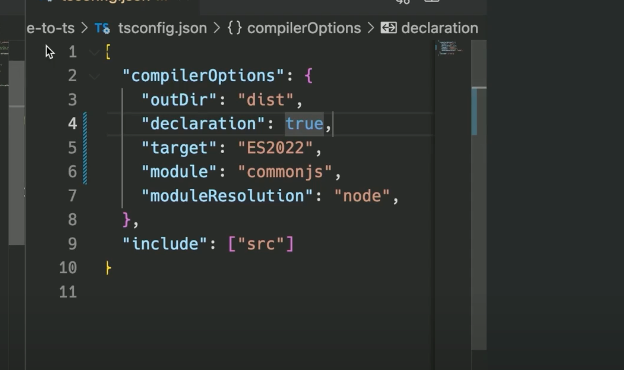 e-to-ts > TS tsconfig.json > {} compilerOptions > declaration
1 {
2 "compilerOptions": {
3 "outDir": "dist",
4 "declaration": true,
5 "target": "ES2022",
6 "module": "commonjs",
7 "moduleResolution": "node",
8 },
9 "include": ["src"]
10 }
11